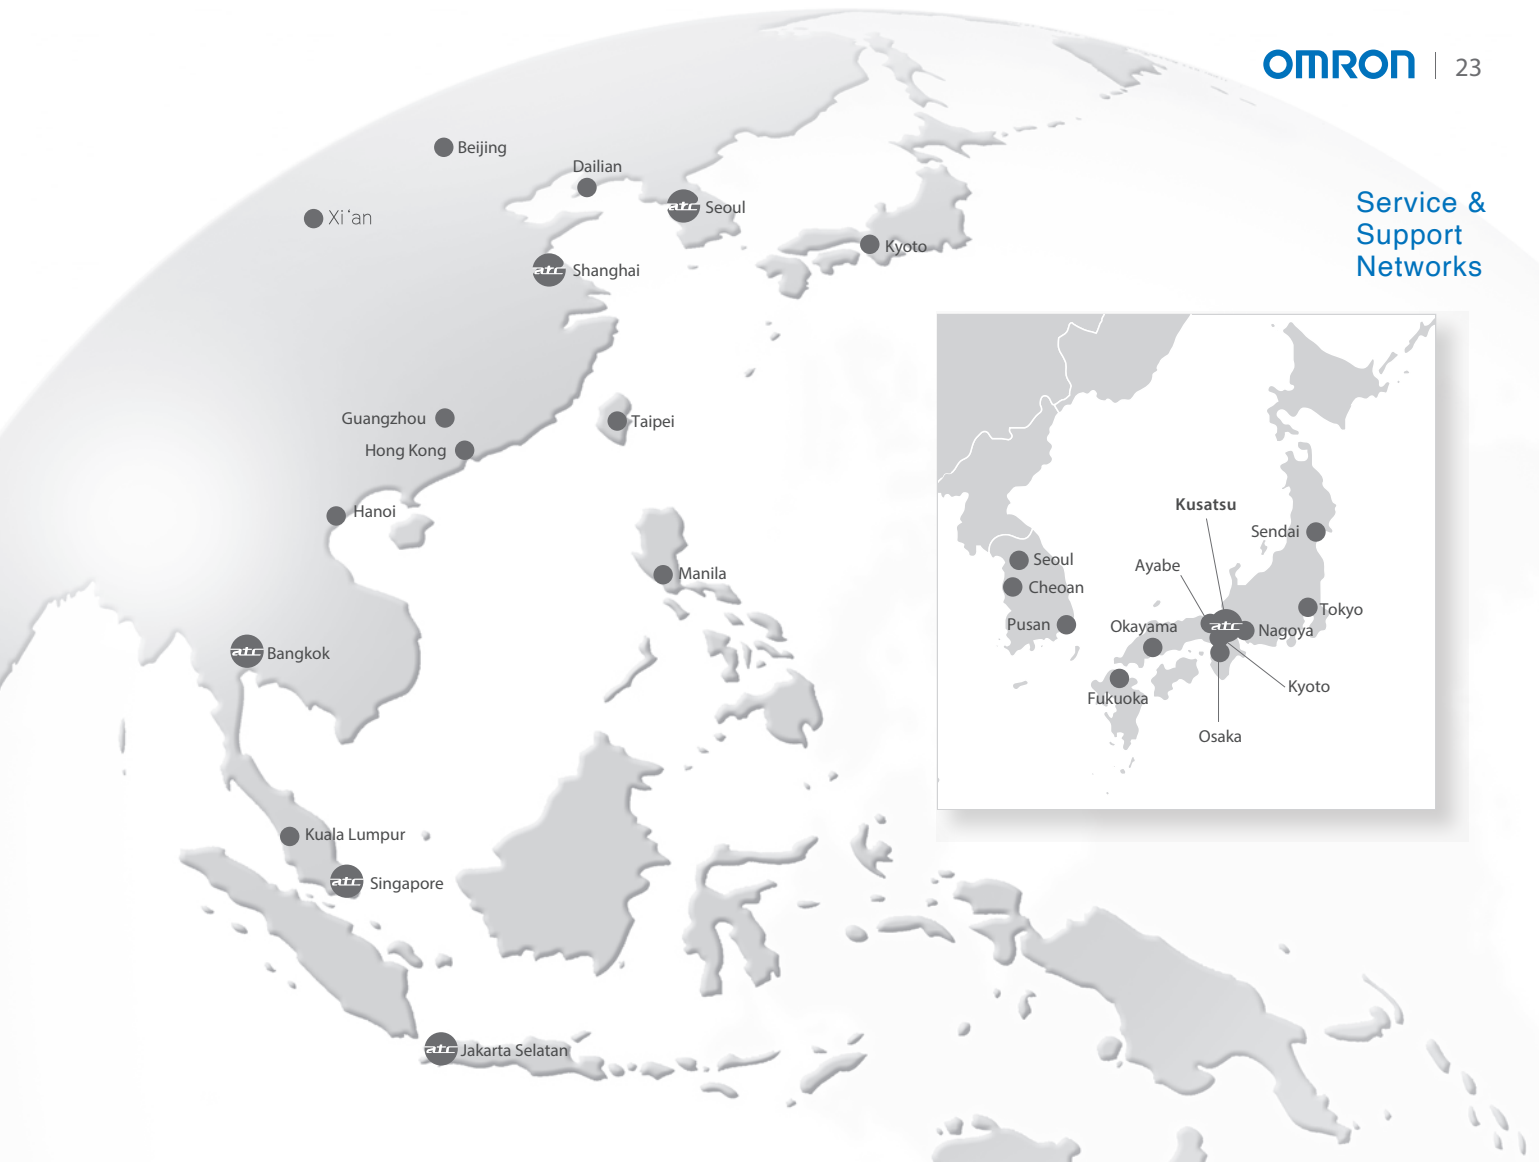 OMRON | 23
Service &
Support
Networks
Beijing
Dailian
Xi'an
atc Seoul
Kyoto
atc Shanghai
Guangzhou
Taipei
Hong Kong
Hanoi
Manila
atc Bangkok
Kuala Lumpur
atc Singapore
atc Jakarta Selatan
Kusatsu
Sendai
Seoul
Ayabe
Cheoan
Tokyo
Pusan
Okayama
atc
Nagoya
Kyoto
Fukuoka
Osaka